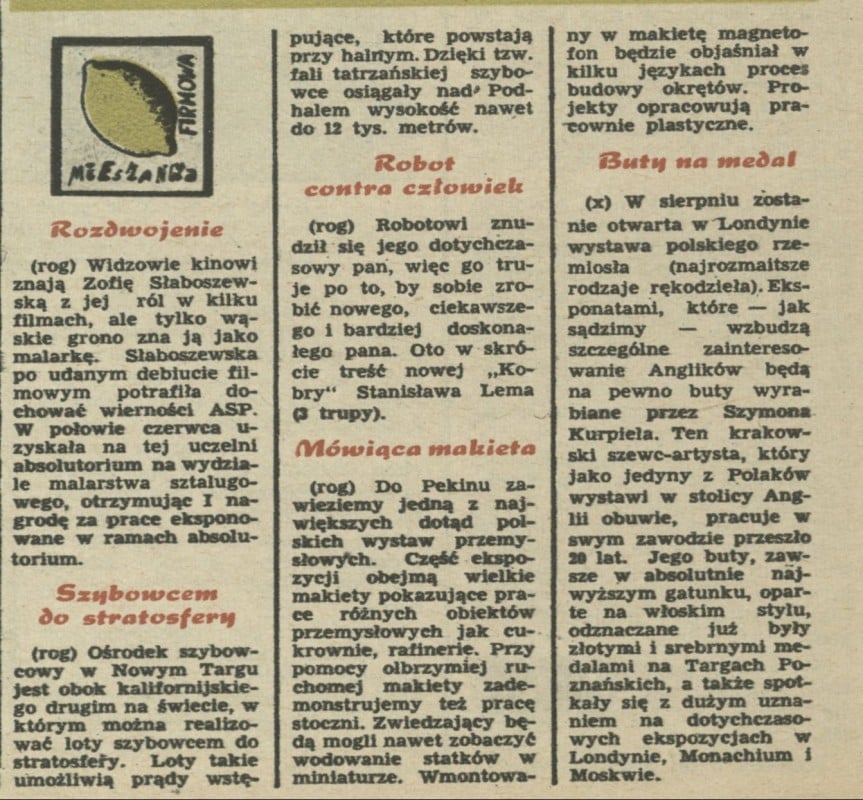 MIESZANKA
FIRMOWA
Rozdwojenie
(rog) Widzowie kinowi
znają Zofię Słaboszew-
ską z jej ról w kilku
filmach, ale tylko wą-
skie grono zna ją jako
malarkę. Słaboszewska
po udanym debiucie fil-
mowym potrafiła do-
chować wierności ASP.
W połowie czerwca u-
zyskała na tej uczelni
absolutorium na wydzia-
le malarstwa sztalugo-
wego, otrzymując I na-
grodę za prace ekspono-
wane w ramach absolu-
torium.
Szybowcem
do stratosfery
(rog) Ośrodek szybow-
cowy w Nowym Targu
jest obok kalifornijskie-
go drugim na świecie, w
którym można realizo-
wać loty szybowcem do
stratosfery. Loty takie
umożliwią prądy wstę-
pujące, które powstają
przy halnym. Dzięki tzw.
fali tatrzańskiej szybo-
wce osiągały nad Pod-
halem wysokość nawet
do 12 tys. metrów.
Robot
contra człowiek
(rog) Robotowi znu-
dził się jego dotychcza-
sowy pan, więc go tru-
je po to, by sobie zro-
bić nowego, ciekawsze-
go i bardziej doskona-
łego pana. Oto w skró-
cie treść nowej „Ko-
bry“ Stanisława Lema
(3 trupy).
Mówiąca makieta
(rog) Do Pekinu za-
wieziemy jedną z naj-
większych dotąd pol-
skich wystaw przemy-
słowych. Część ekspo-
zycji obejmą wielkie
makiety pokazujące pra-
ce różnych obiektów
przemysłowych jak cu-
krownie, rafinerie. Przy
pomocy olbrzymiej ru-
chomej makiety zade-
monstrujemy też pracę
stoczni. Zwiedzający bę-
dą mogli nawet zobaczyć
wodowanie statków w
miniaturze. Wmontowa-
ny w makietę magneto-
fon będzie objaśniał w
kilku językach proces
budowy okrętów. Pro-
jekty opracowują pra-
cownie plastyczne.
Buty na medal
(x) W sierpniu zosta-
nie otwarta w Londynie
wystawa polskiego rze-
miosła (najrozmaitsze
rodzaje rękodzieła). Eks-
ponatami, które — jak
sądzimy — wzbudzą
szczególne zaintereso-
wanie Anglików będą
na pewno buty wyra-
biane przez Szymona
Kurpiela. Ten krakow-
ski szewc-artysta, który
jako jedyny z Polaków
wystawi w stolicy Ang-
lii obuwie, pracuje w
swym zawodzie przeszło
20 lat. Jego buty, zaw-
sze w absolutnie naj-
wyższym gatunku, opar-
te na włoskim stylu,
odznaczane już były
złotymi i srebrnymi me-
dalami na Targach Po-
znańskich, a także spot-
kały się z dużym uzna-
niem na dotychczaso-
wych ekspozycjach w
Londynie, Monachium i
Moskwie.